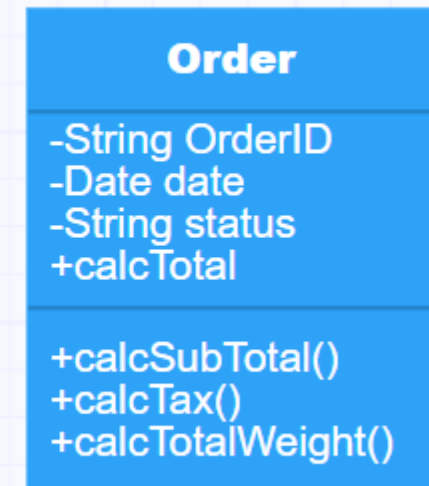 Order
-String OrderID
-Date date
-String status
+calcTotal
+calcSubTotal()
+calcTax()
+calcTotalWeight()